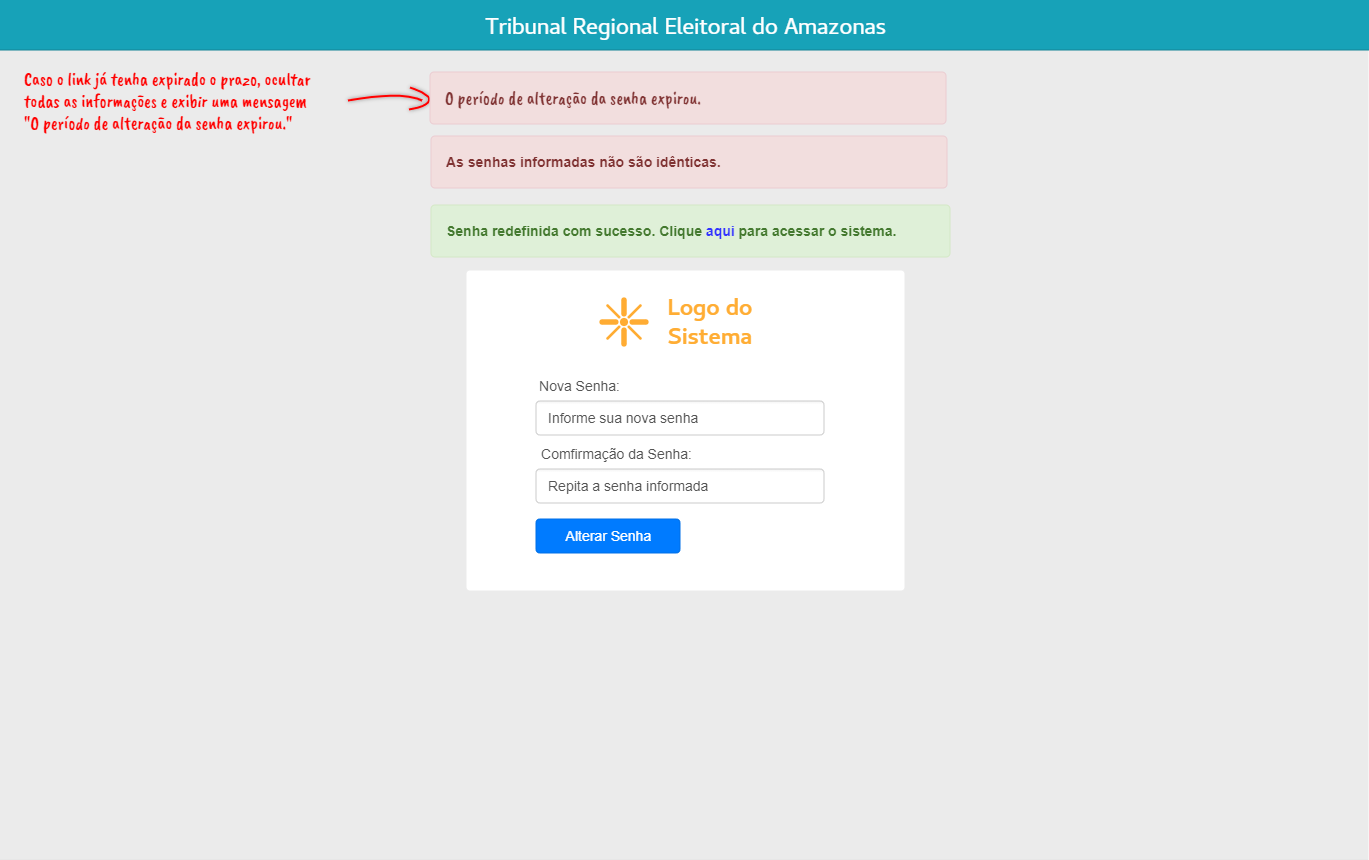 Tribunal Regional Eleitoral do Amazonas
Caso o link já tenha expirado o prazo, ocultar
todas as informações e exibir uma mensagem
"O período de alteração da senha expirou."
O período de alteração da senha expirou.
As senhas informadas não são idênticas.
Senha redefinida com sucesso. Clique aqui para acessar o sistema.
Logo do
Sistema
Nova Senha:
Informe sua nova senha
Comfirmação da Senha:
Repita a senha informada
Alterar Senha